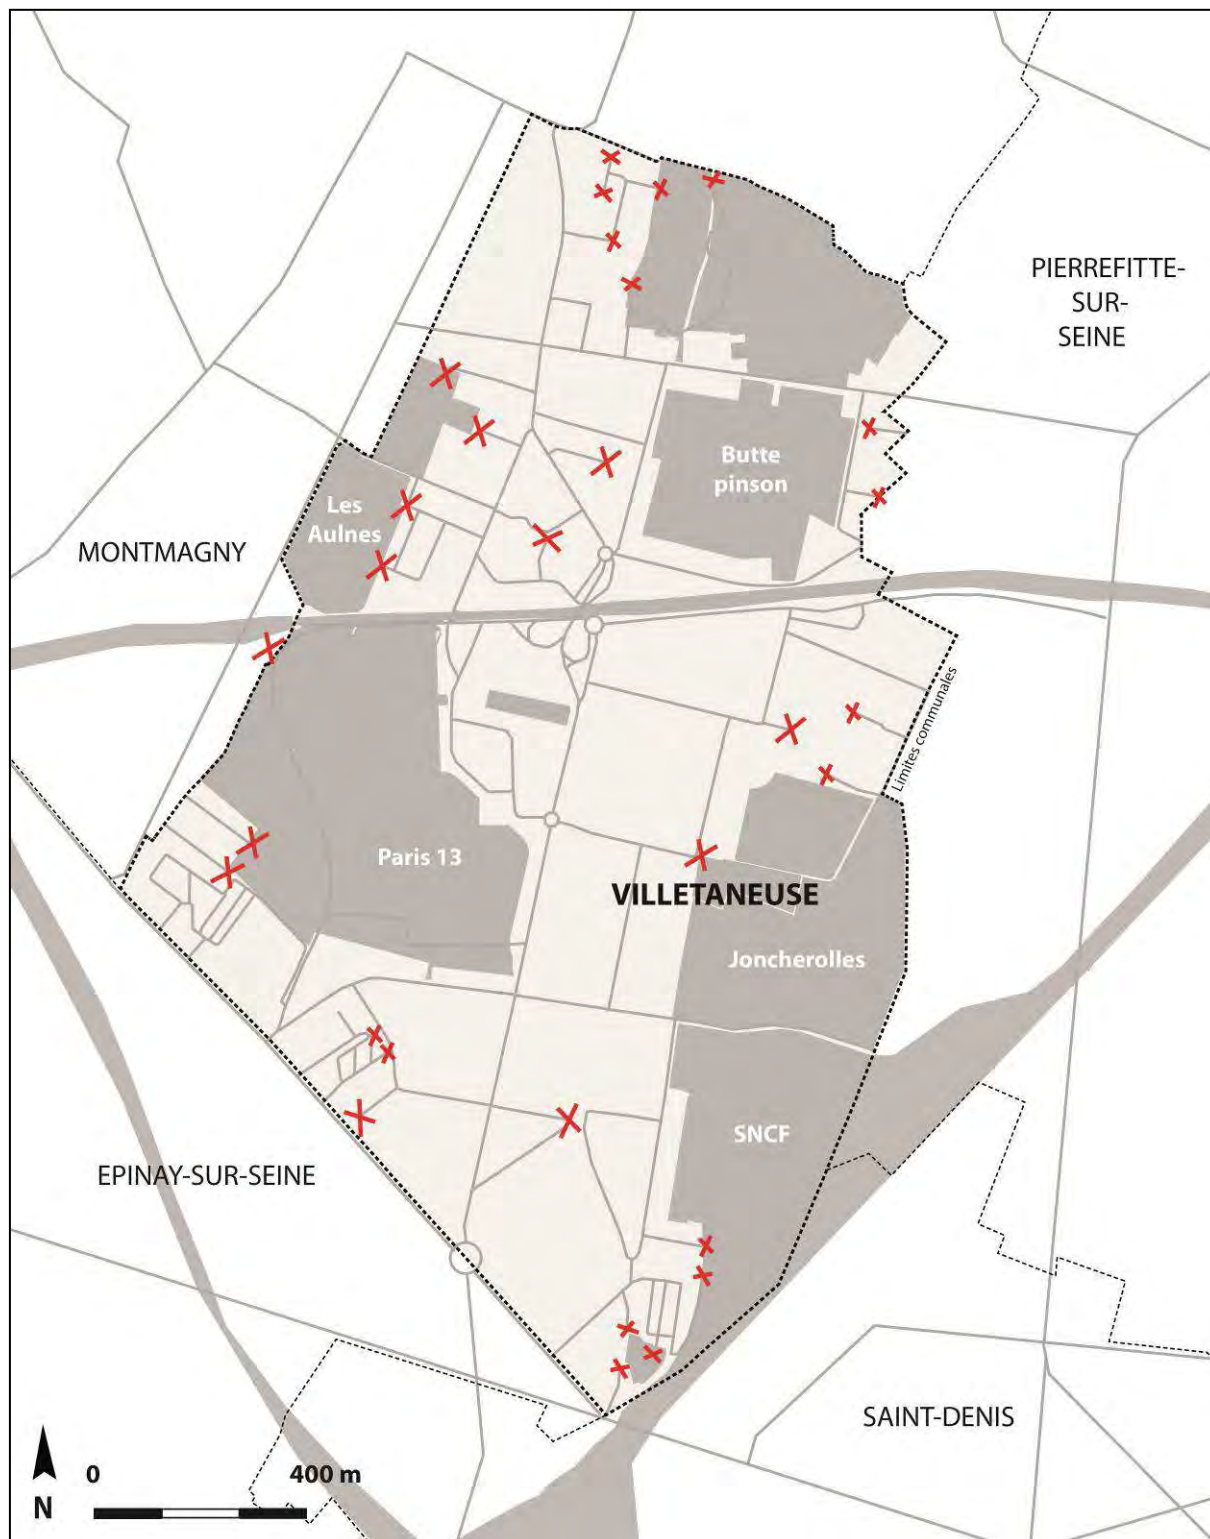 PIERREFITTE-
SUR-
SEINE
Butte
pinson
Les
Aulnes
MONTMAGNY
Limites communales
Paris 13
VILLETANEUSE
Joncherolles
SNCF
EPINAY-SUR-SEINE
SAINT-DENIS
0 400 m
N